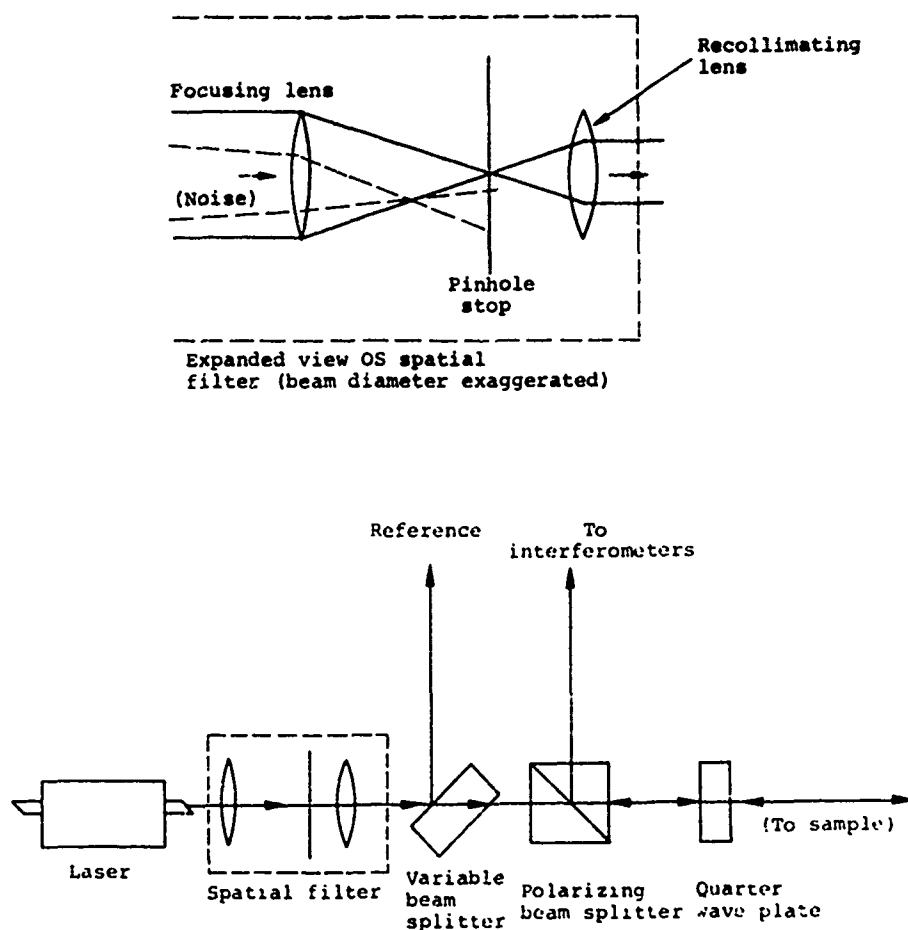 Recollimating
lens
Focusing lens
(Noise)
Pinhole
stop
Expanded view OS spatial
filter (beam diameter exaggerated)
Reference
To
interferometers
(To sample)
Laser
Spatial filter
Variable
beam
splitter
Polarizing
beam splitter
Quarter
wave plate